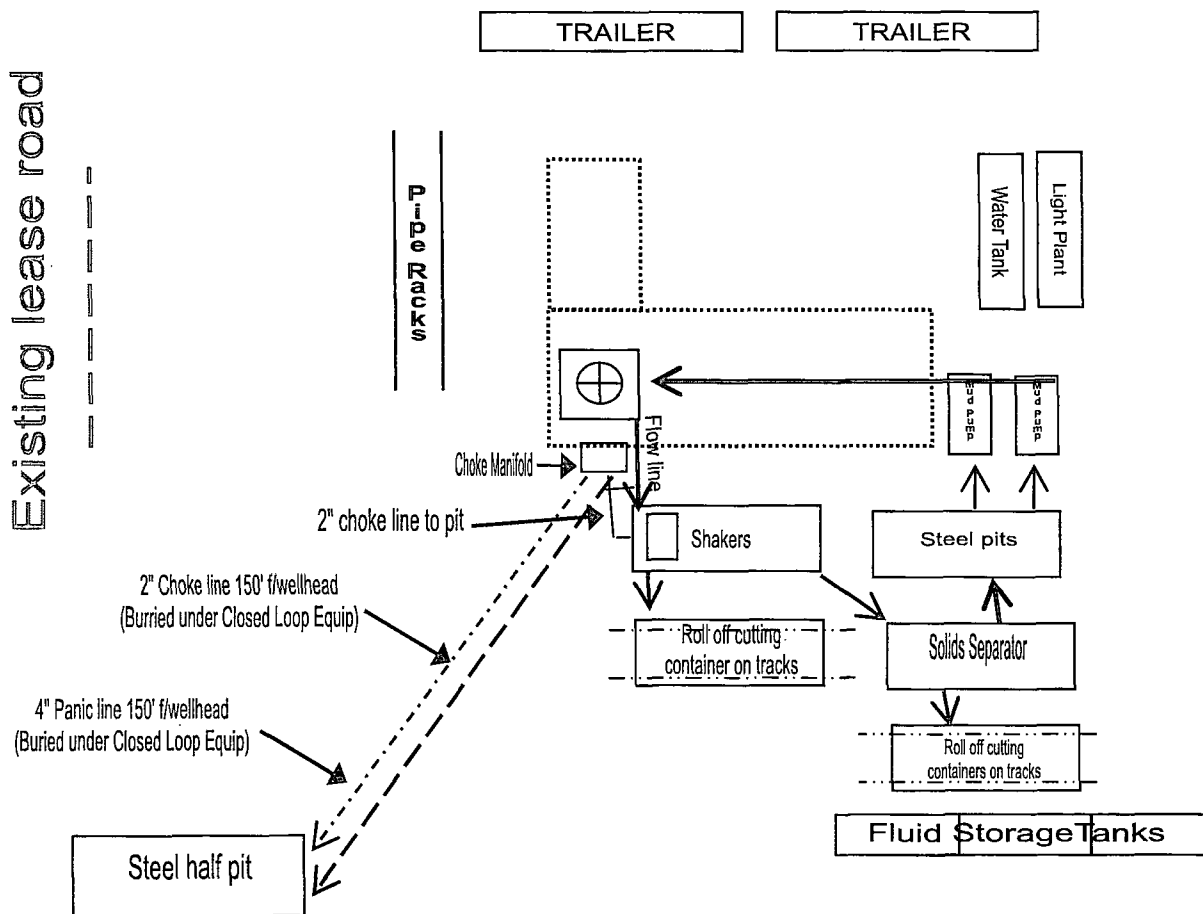 TRAILER
TRAILER
Existing lease road
Pipe Racks
Water Tank
Light Plant
Mud Pump
Mud Pump
Flow line
Choke Manifold
2" choke line to pit
Shakers
Steel pits
2" Choke line 150' f/wellhead
(Burried under Closed Loop Equip)
Roll off cutting
container on tracks
Solids Separator
4" Panic line 150' f/wellhead
(Buried under Closed Loop Equip)
Roll off cutting
containers on tracks
Fluid StorageTanks
Steel half pit